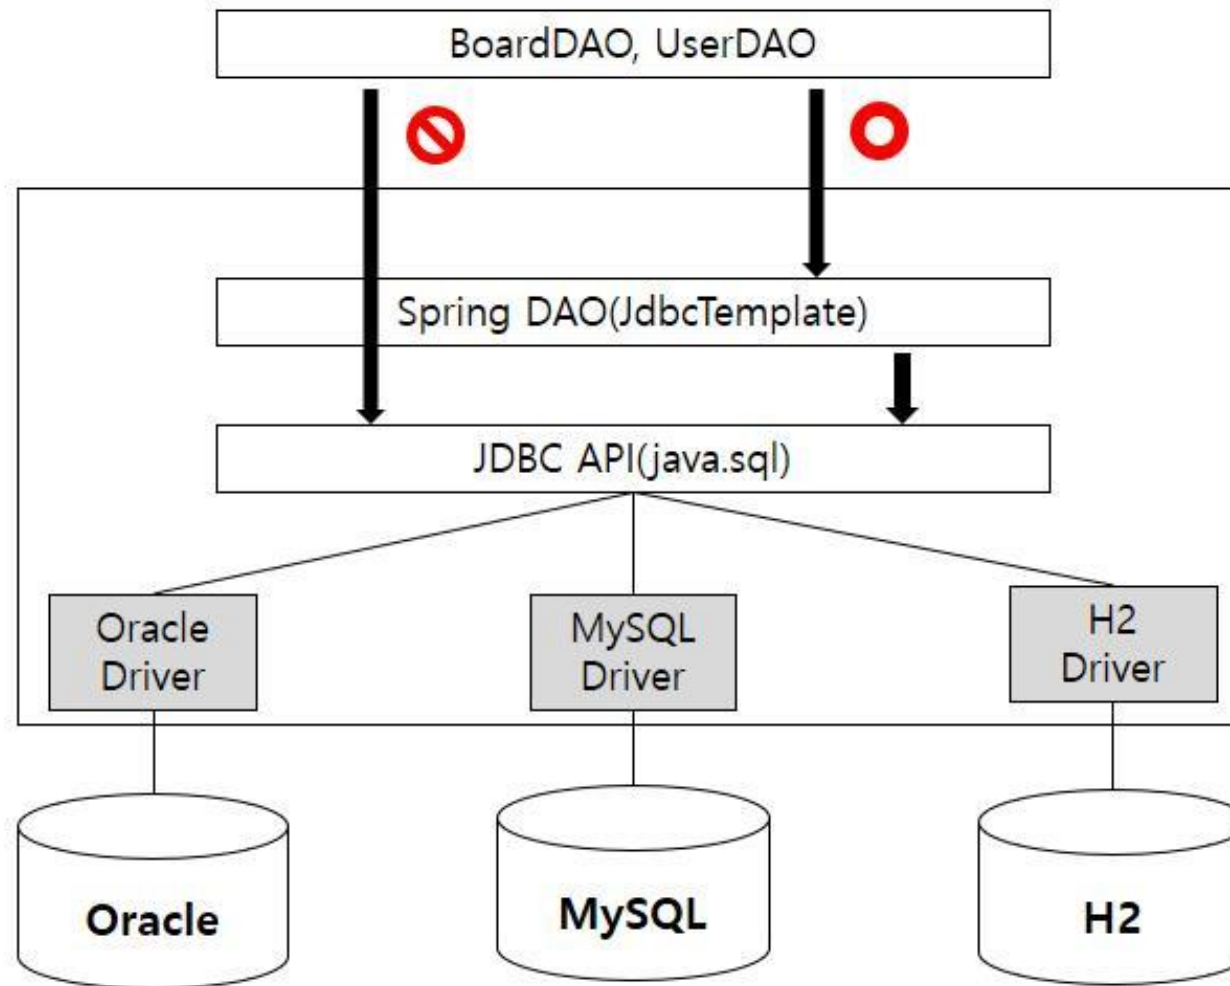 BoardDAO, UserDAO
Spring DAO(JdbcTemplate)
JDBC API(java.sql)
Oracle
Driver
MySQL
Driver
H2
Driver
Oracle
MySQL
H2